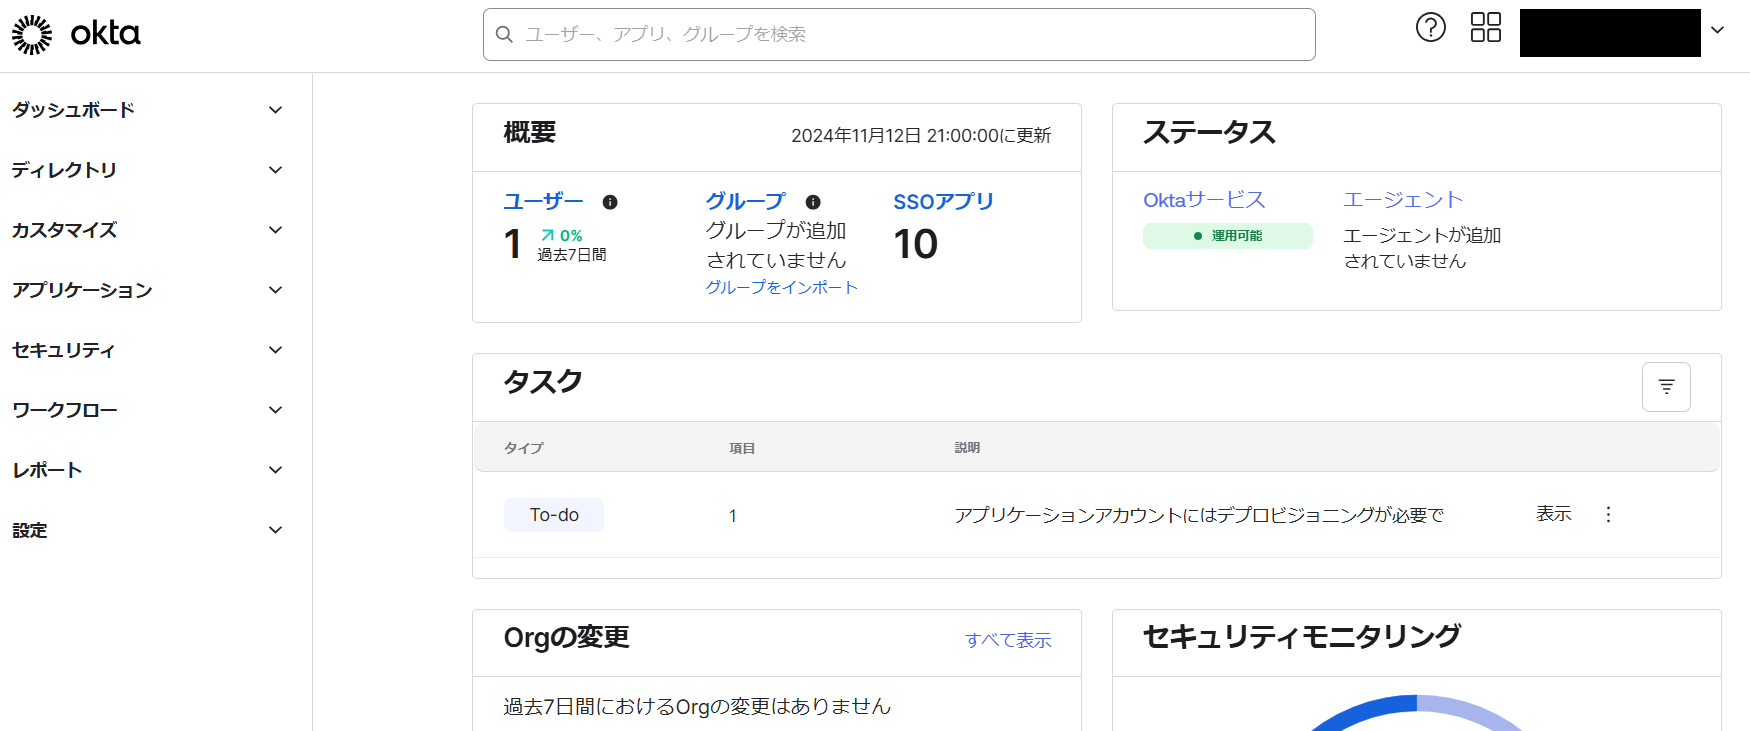 okta
ユーザー、アプリ、グループを検索
ダッシュボード
ディレクトリ
カスタマイズ
アプリケーション
セキュリティ
ワークフロー
レポート
設定
概要
2024年11月12日 21:00:00に更新
ユーザー
1
0%
過去7日間
グループ
グループが追加
されていません
グループをインポート
SSOアプリ
10
ステータス
Oktaサービス
運用可能
エージェント
エージェントが追加
されていません
タスク
タイプ 項目 説明
To-do 1 アプリケーションアカウントにはデプロビジョニングが必要で 表示
Orgの変更
すべて表示
過去7日間におけるOrgの変更はありません
セキュリティモニタリング